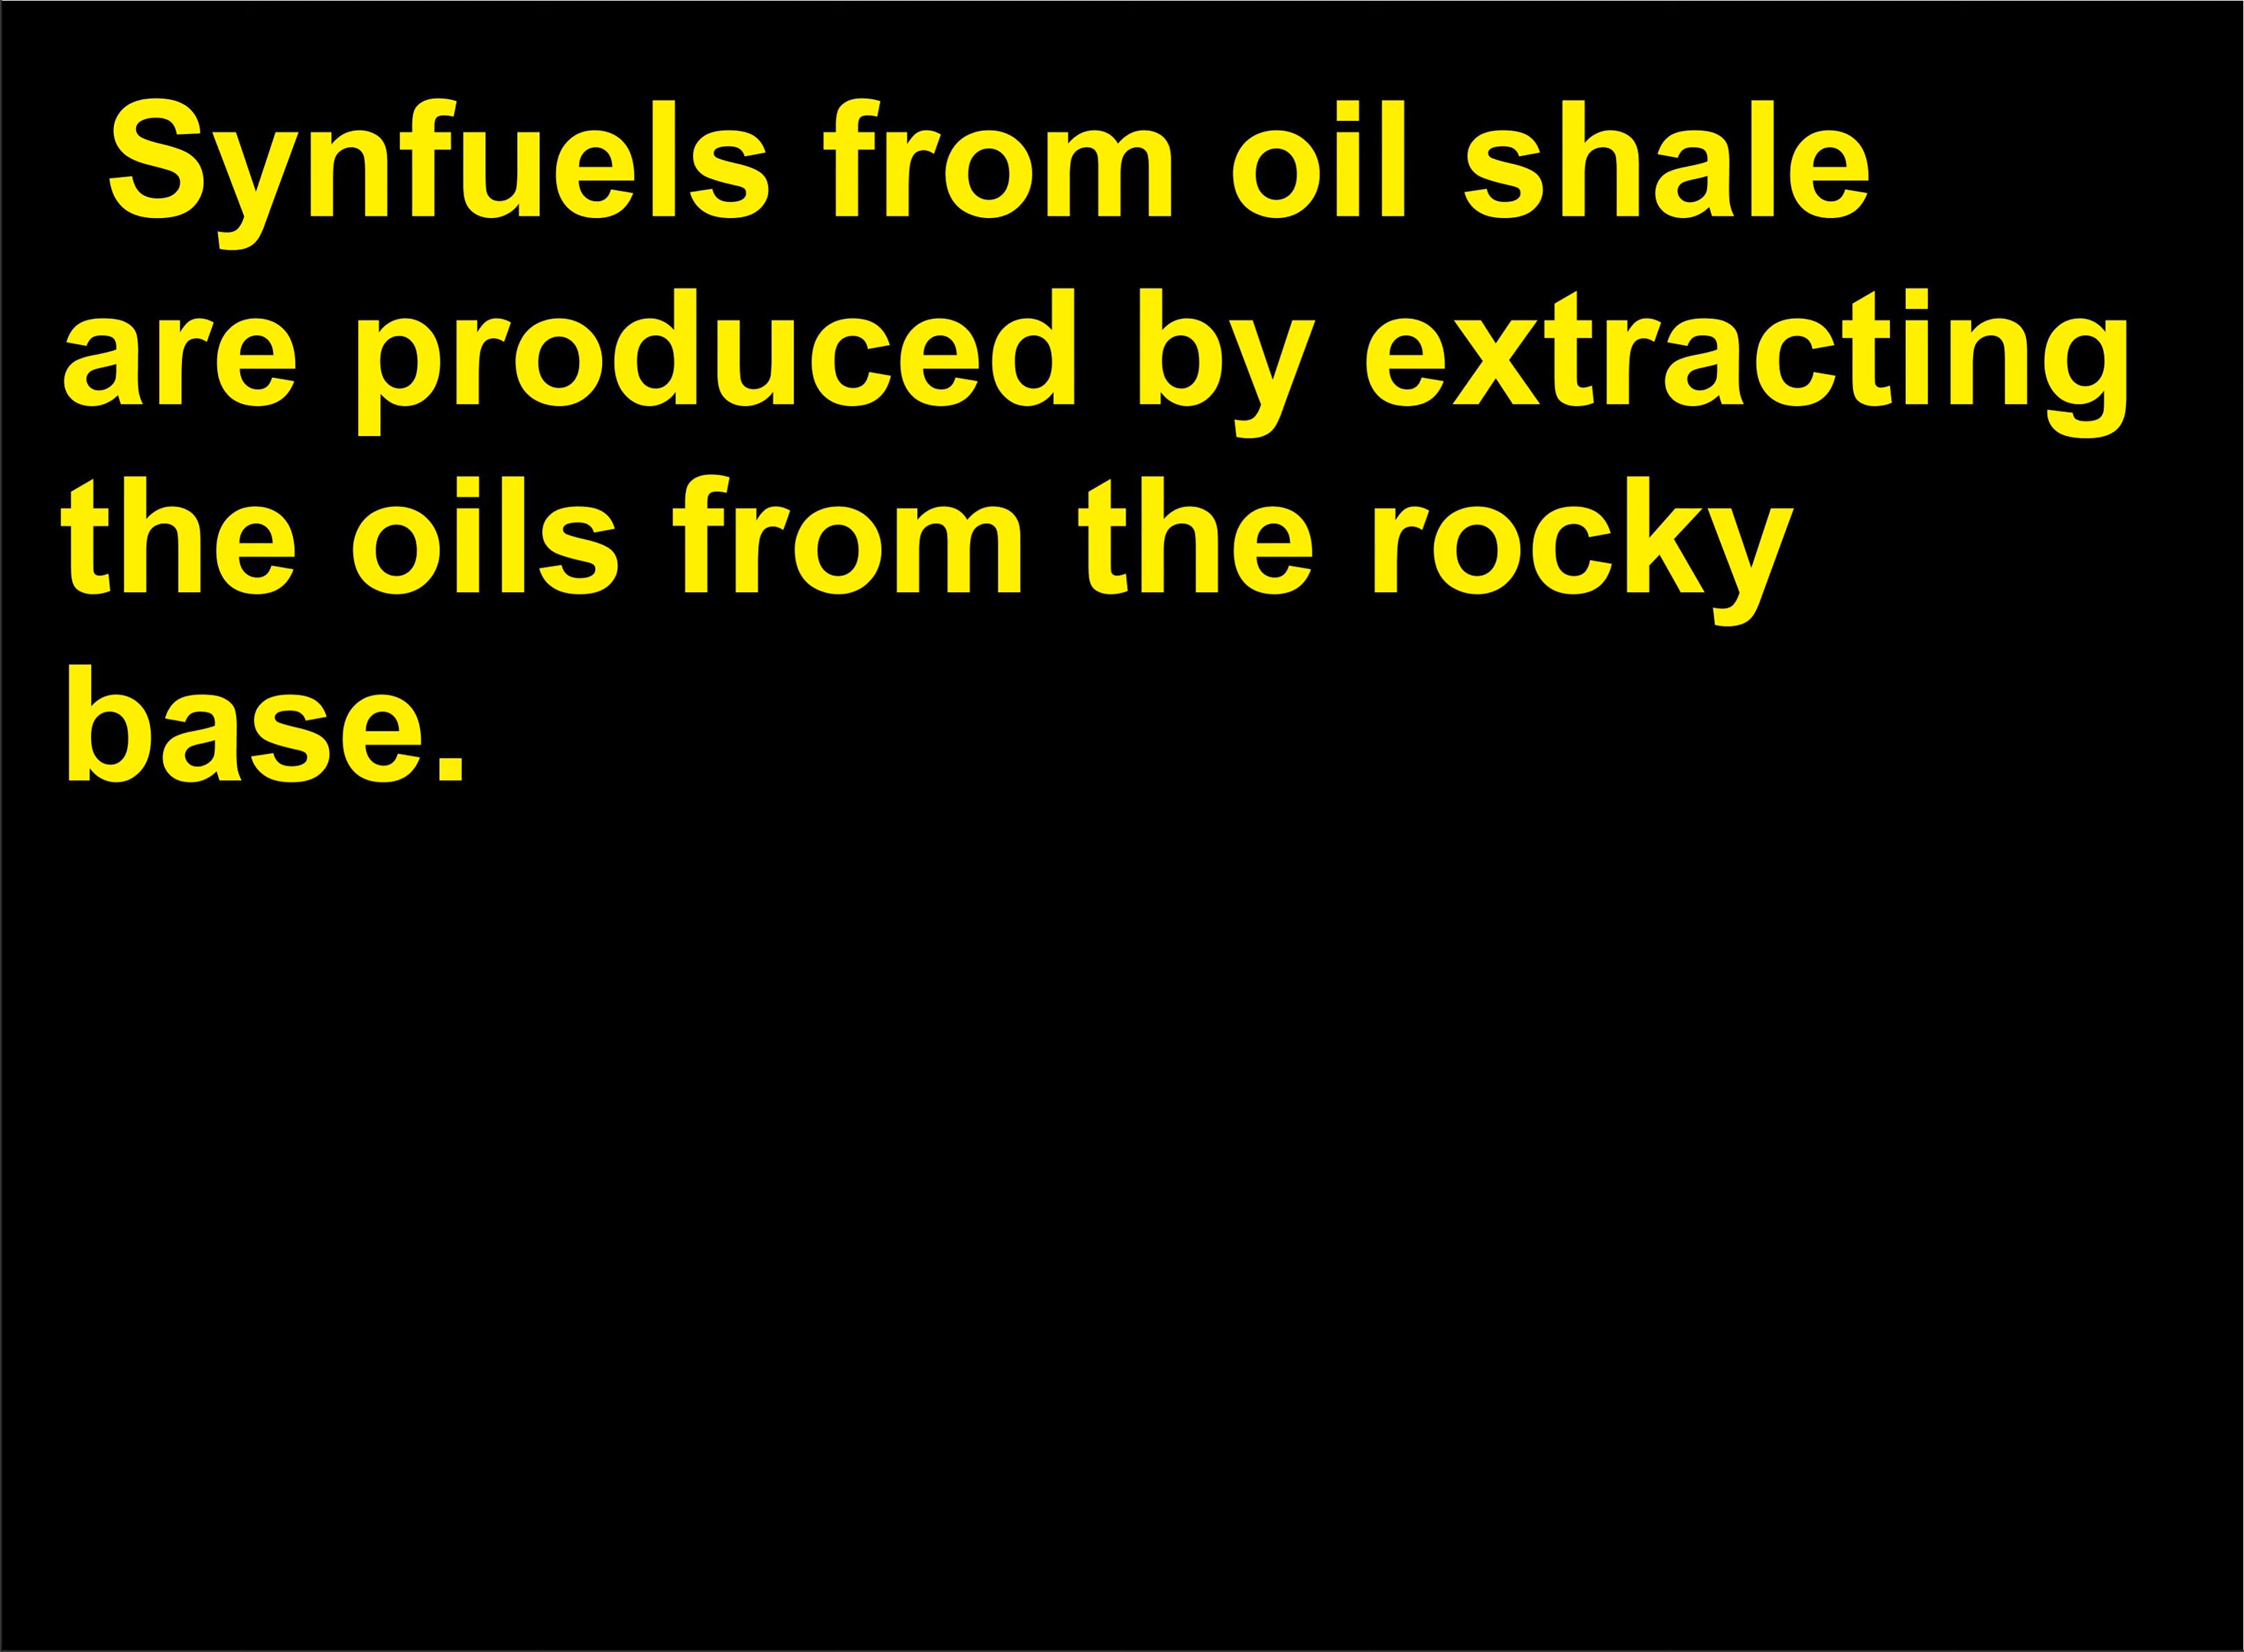 Synfuels from oil shale
are produced by extracting
the oils from the rocky
base.